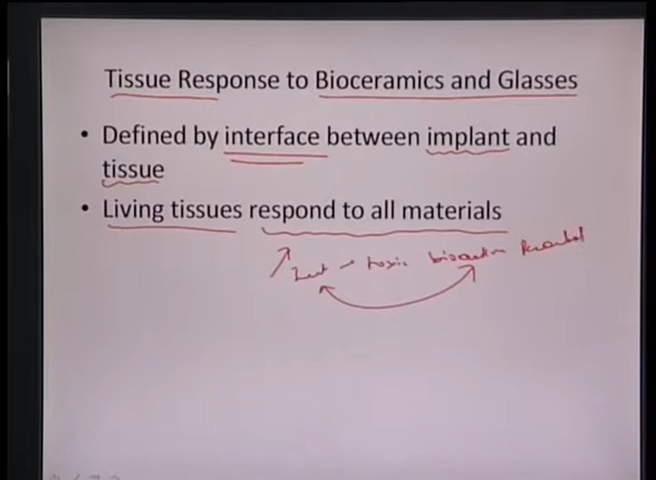 Tissue Response to Bioceramics and Glasses
• Defined by interface between implant and
tissue
• Living tissues respond to all materials
toxic